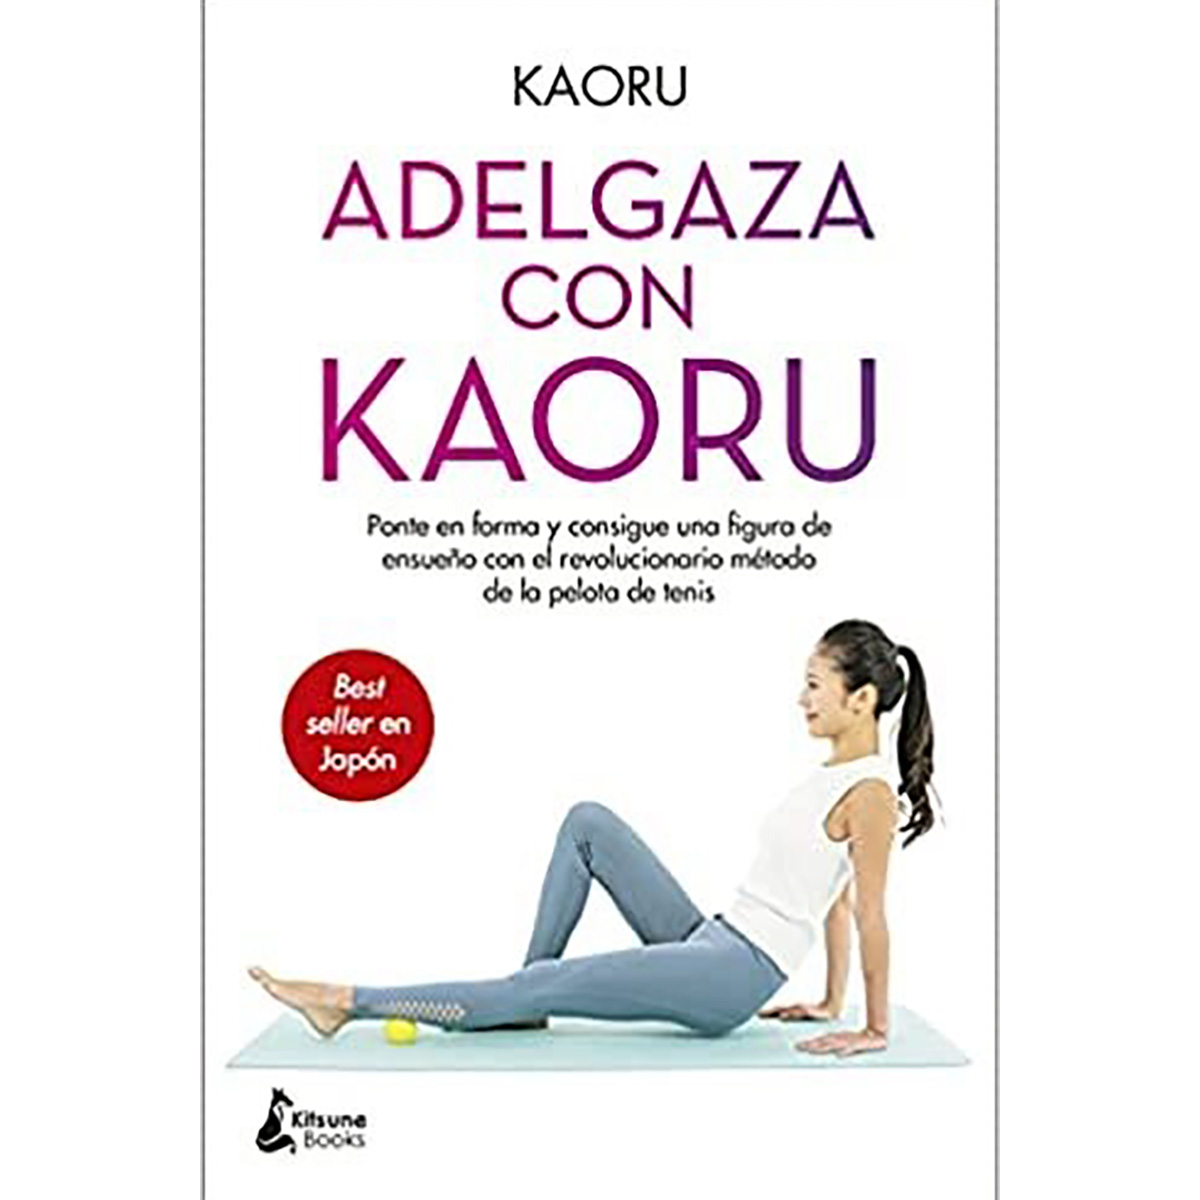 KAORU
ADELGAZA
CON
KAORU
Ponte en forma y consigue una figura de
ensueño con el revolucionario método
de la pelota de tenis
Best
seller en
Japón
Kitsune
Books